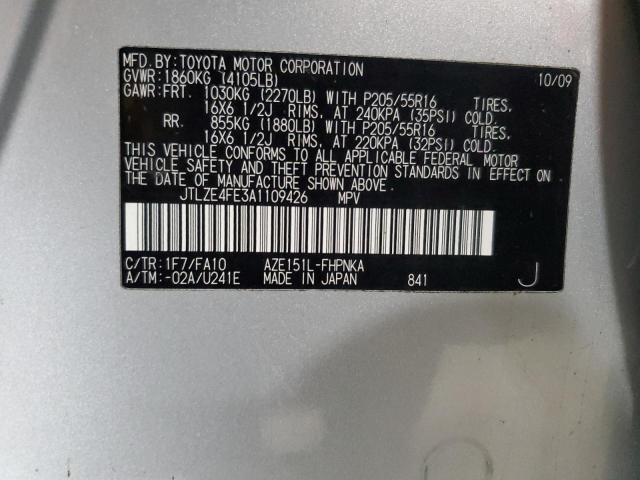 MFD. BY: TOYOTA MOTOR CORPORATION 10/09
GVWR: 1860KG (4105LB)
GAWR: FRT. 1030KG (2270LB) WITH P205/55R16 TIRES,
16X6 1/2J RIMS, AT 240KPA (35PSI) COLD.
RR. 855KG (1880LB) WITH P205/55R16 TIRES,
16X6 1/2J RIMS, AT 220KPA (32PSI) COLD.
THIS VEHICLE CONFORMS TO ALL APPLICABLE FEDERAL MOTOR
VEHICLE SAFETY AND THEFT PREVENTION STANDARDS IN EFFECT ON
THE DATE OF MANUFACTURE SHOWN ABOVE.
JTLZE4FE3A1109426 MPV
C/TR: 1F7/FA10 AZE151L-FHPNKA
A/TM: -02A/U241E MADE IN JAPAN 841 J